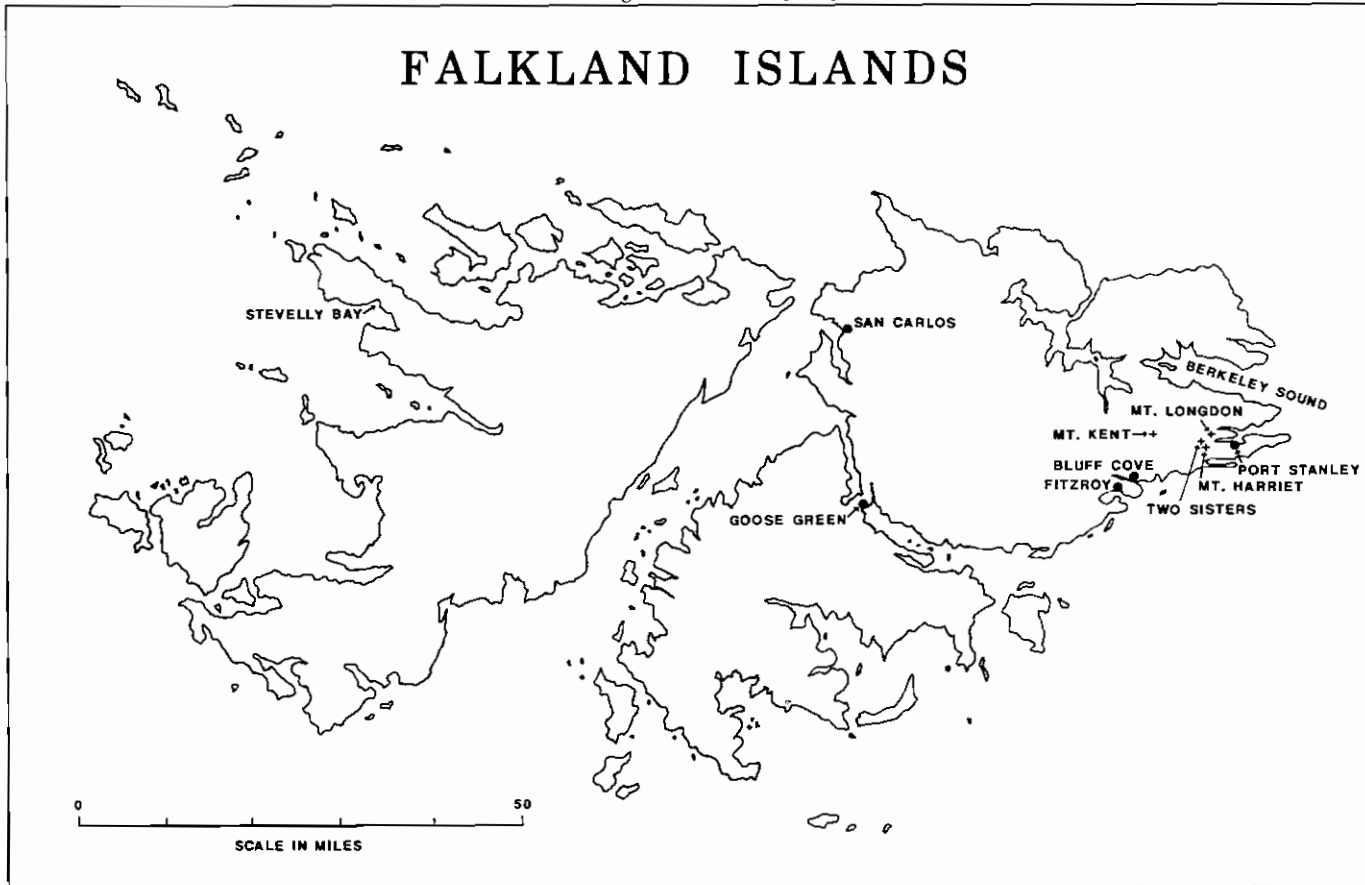 FALKLAND ISLANDS
STEVELLY BAY
SAN CARLOS
BERKELEY SOUND
MT. LONGDON
MT. KENT
BLUFF COVE
PORT STANLEY
FITZROY
MT. HARRIET
TWO SISTERS
GOOSE GREEN
0 50
SCALE IN MILES